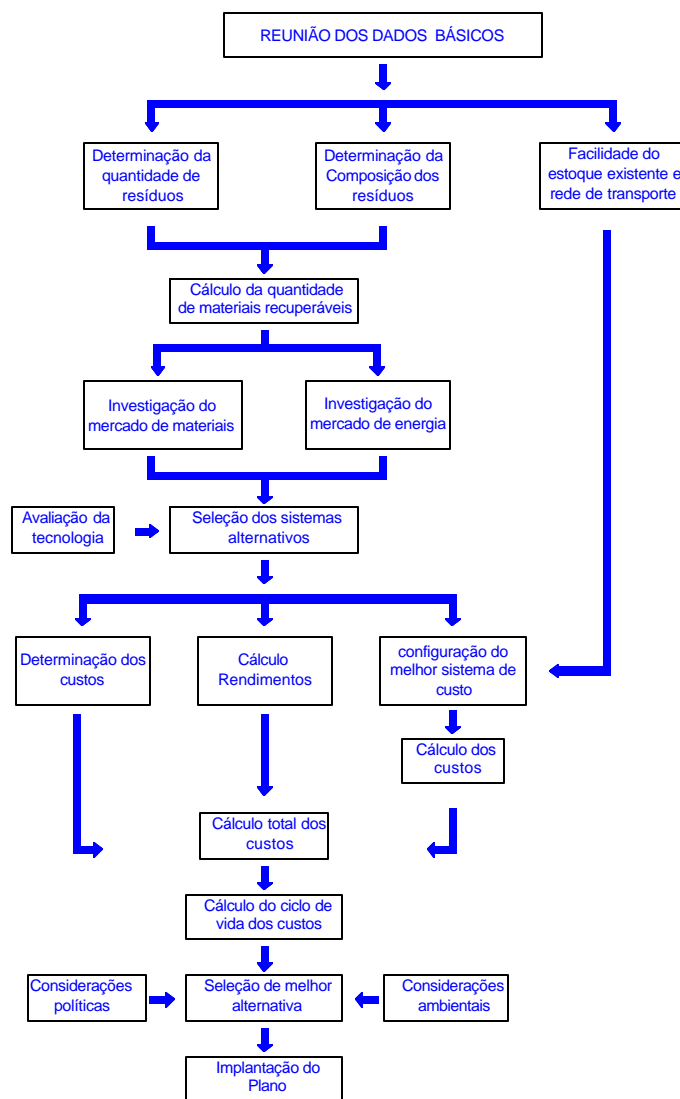 REUNIÃO DOS DADOS BÁSICOS
Determinação da
quantidade de
resíduos
Determinação da
Composição dos
resíduos
Facilidade do
estoque existente e
rede de transporte
Cálculo da quantidade
de materiais recuperáveis
Investigação do
mercado de materiais
Investigação do
mercado de energia
Avaliação da
tecnologia
Seleção dos sistemas
alternativos
Determinação dos
custos
Cálculo
Rendimentos
configuração do
melhor sistema de
custo
Cálculo dos
custos
Cálculo total dos
custos
Cálculo do ciclo de
vida dos custos
Considerações
políticas
Seleção de melhor
alternativa
Considerações
ambientais
Implantação do
Plano